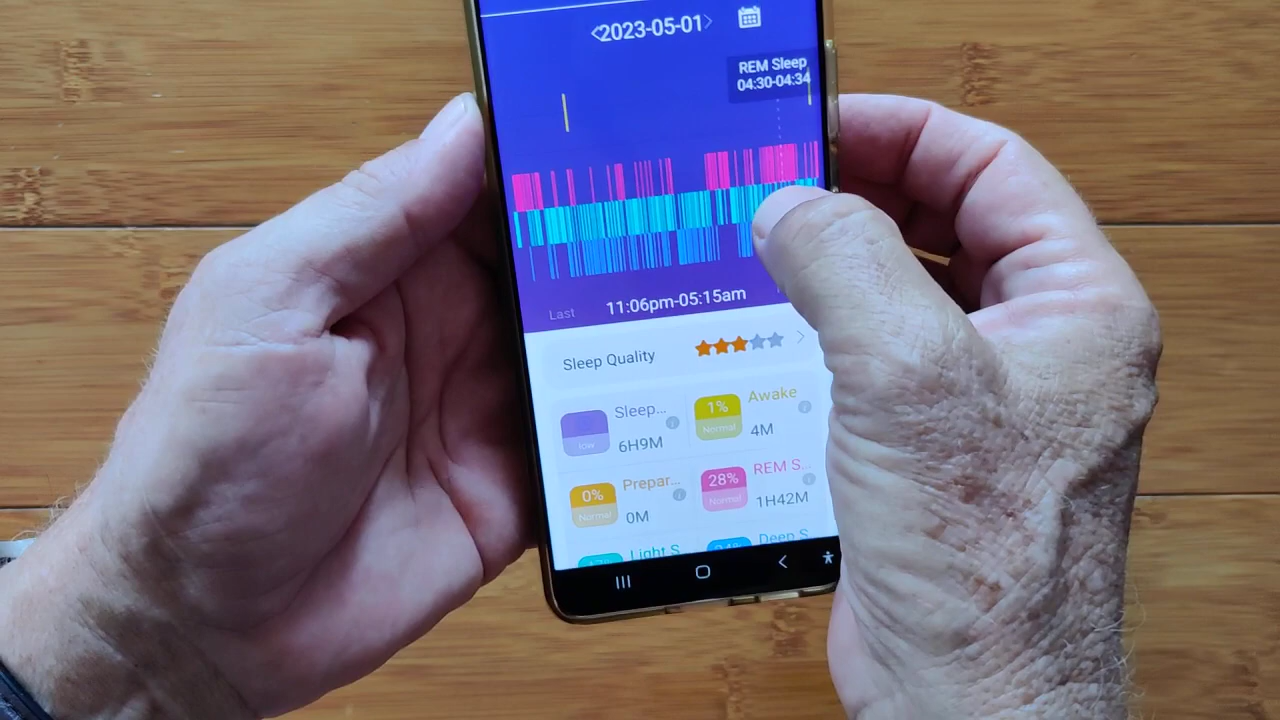 2023-05-01
REM Sleep
04:30-04:34
Last
11:06pm-05:15am
Sleep Quality
Sleep...
low
6H9M
1%
Normal
Awake
4M
0%
Normal
Prepar...
0M
28%
Normal
REM S...
1H42M
Light S
Deep S